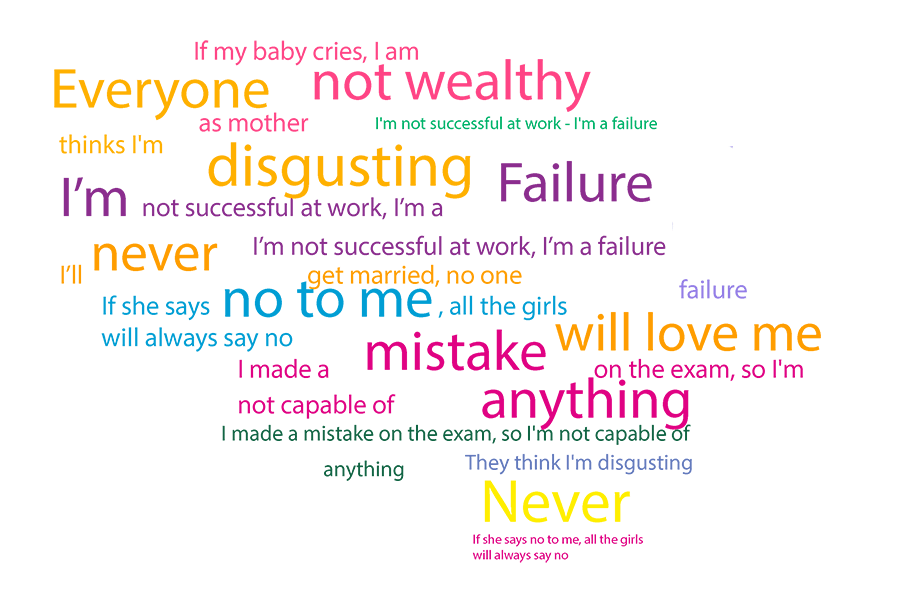 If my baby cries, I am
Everyone not wealthy
as mother I'm not successful at work - I'm a failure
thinks I'm
disgusting Failure
I'm not successful at work, I'm a
never I'm not successful at work, I'm a failure
I'll get married, no one
If she says no to me, all the girls failure
will always say no
mistake will love me
I made a on the exam, so I'm
not capable of anything
I made a mistake on the exam, so I'm not capable of
anything They think I'm disgusting
Never
If she says no to me, all the girls
will always say no